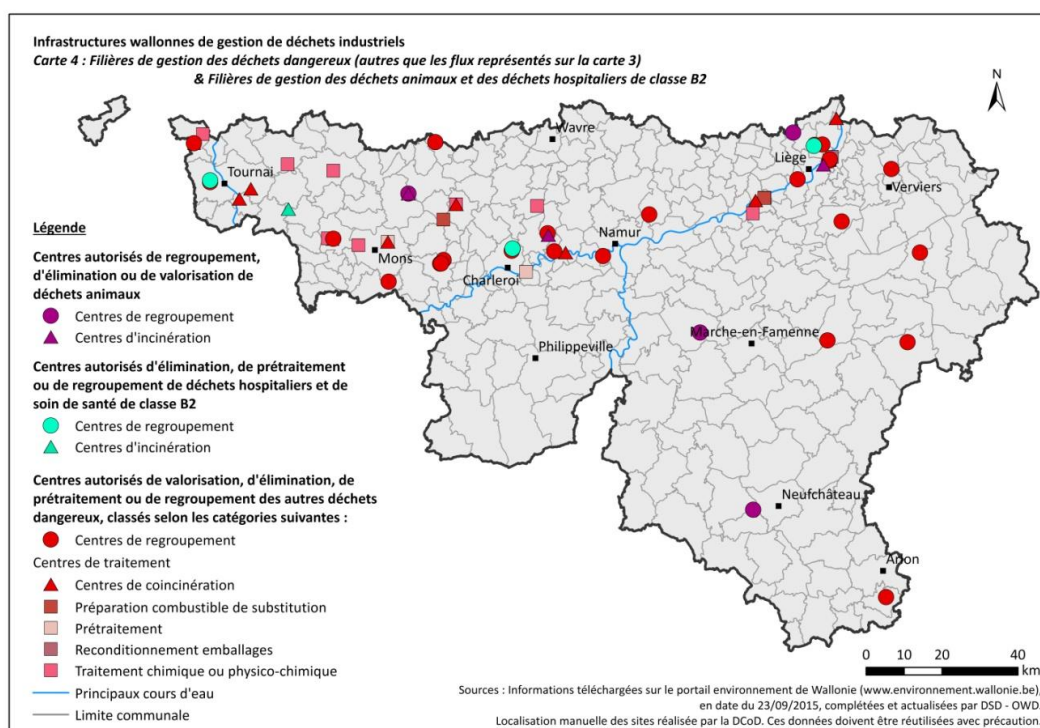 Infrastructures wallonnes de gestion de déchets industriels
Carte 4 : Filières de gestion des déchets dangereux (autres que les flux représentés sur la carte 3)
& Filières de gestion des déchets animaux et des déchets hospitaliers de classe B2
N
Wavre
Liège
Tournai
Verviers
Légende
Namur
Mons
Centres autorisés de regroupement,
d'élimination ou de valorisation de
déchets animaux
Charleroi
Centres de regroupement
Marche-en-Famenne
Centres d'incinération
Philippeville
Centres autorisés d'élimination, de prétraitement
ou de regroupement de déchets hospitaliers et de
soin de santé de classe B2
Centres de regroupement
Centres d'incinération
Centres autorisés de valorisation, d'élimination, de
prétraitement ou de regroupement des autres déchets
dangereux, classés selon les catégories suivantes :
Neufchâteau
Centres de regroupement
Centres de traitement
Arlon
Centres de coincinération
Préparation combustible de substitution
Prétraitement
Reconditionnement emballages
Traitement chimique ou physico-chimique
0 10 20 40
km
Principaux cours d'eau
Limite communale
Sources : Informations téléchargées sur le portail environnement de Wallonie (www.environnement.wallonie.be),
en date du 23/09/2015, complétées et actualisées par DSD - OWD.
Localisation manuelle des sites réalisée par la DCoD. Ces données doivent être réutilisées avec précaution.